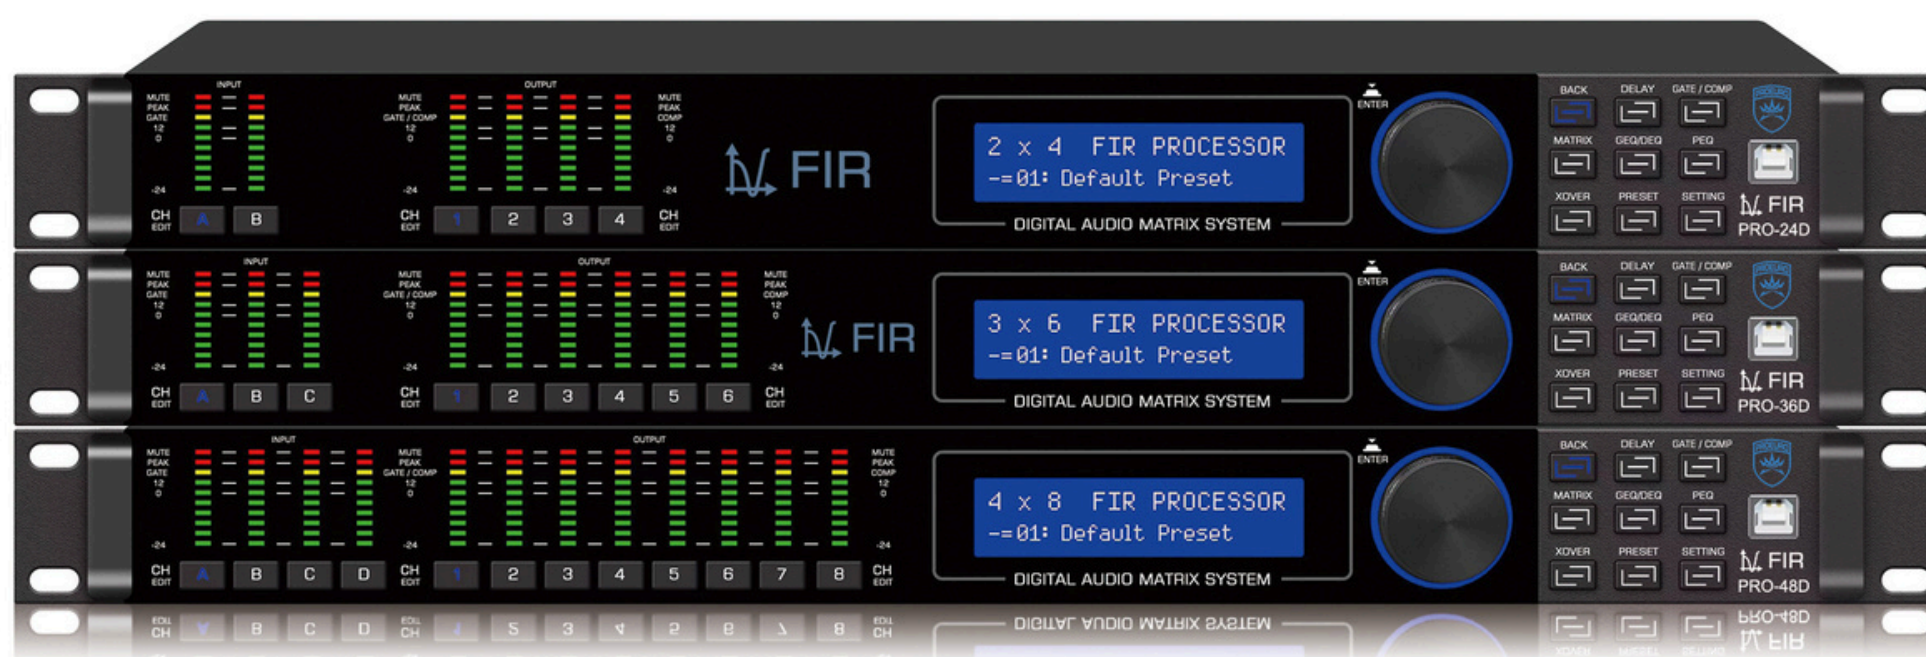 INPUT OUTPUT
MUTE MUTE MUTE
PEAK PEAK PEAK
GATE GATE / COMP COMP
12 12 12
0 0 0
-24 -24 -24
CH EDIT A B CH EDIT 1 2 3 4 CH EDIT
FIR
2 x 4 FIR PROCESSOR
-=01: Default Preset
DIGITAL AUDIO MATRIX SYSTEM
ENTER
BACK DELAY GATE / COMP
MATRIX GEQ/DEQ PEQ
XOVER PRESET SETTING
FIR
PRO-24D
INPUT OUTPUT
MUTE MUTE MUTE
PEAK PEAK PEAK
GATE GATE / COMP COMP
12 12 12
0 0 0
-24 -24 -24
CH EDIT A B C CH EDIT 1 2 3 4 5 6 CH EDIT
FIR
3 x 6 FIR PROCESSOR
-=01: Default Preset
DIGITAL AUDIO MATRIX SYSTEM
ENTER
BACK DELAY GATE / COMP
MATRIX GEQ/DEQ PEQ
XOVER PRESET SETTING
FIR
PRO-36D
INPUT OUTPUT
MUTE MUTE MUTE
PEAK PEAK PEAK
GATE GATE / COMP COMP
12 12 12
0 0 0
-24 -24 -24
CH EDIT A B C D CH EDIT 1 2 3 4 5 6 7 8 CH EDIT
4 x 8 FIR PROCESSOR
-=01: Default Preset
DIGITAL AUDIO MATRIX SYSTEM
ENTER
BACK DELAY GATE / COMP
MATRIX GEQ/DEQ PEQ
XOVER PRESET SETTING
FIR
PRO-48D